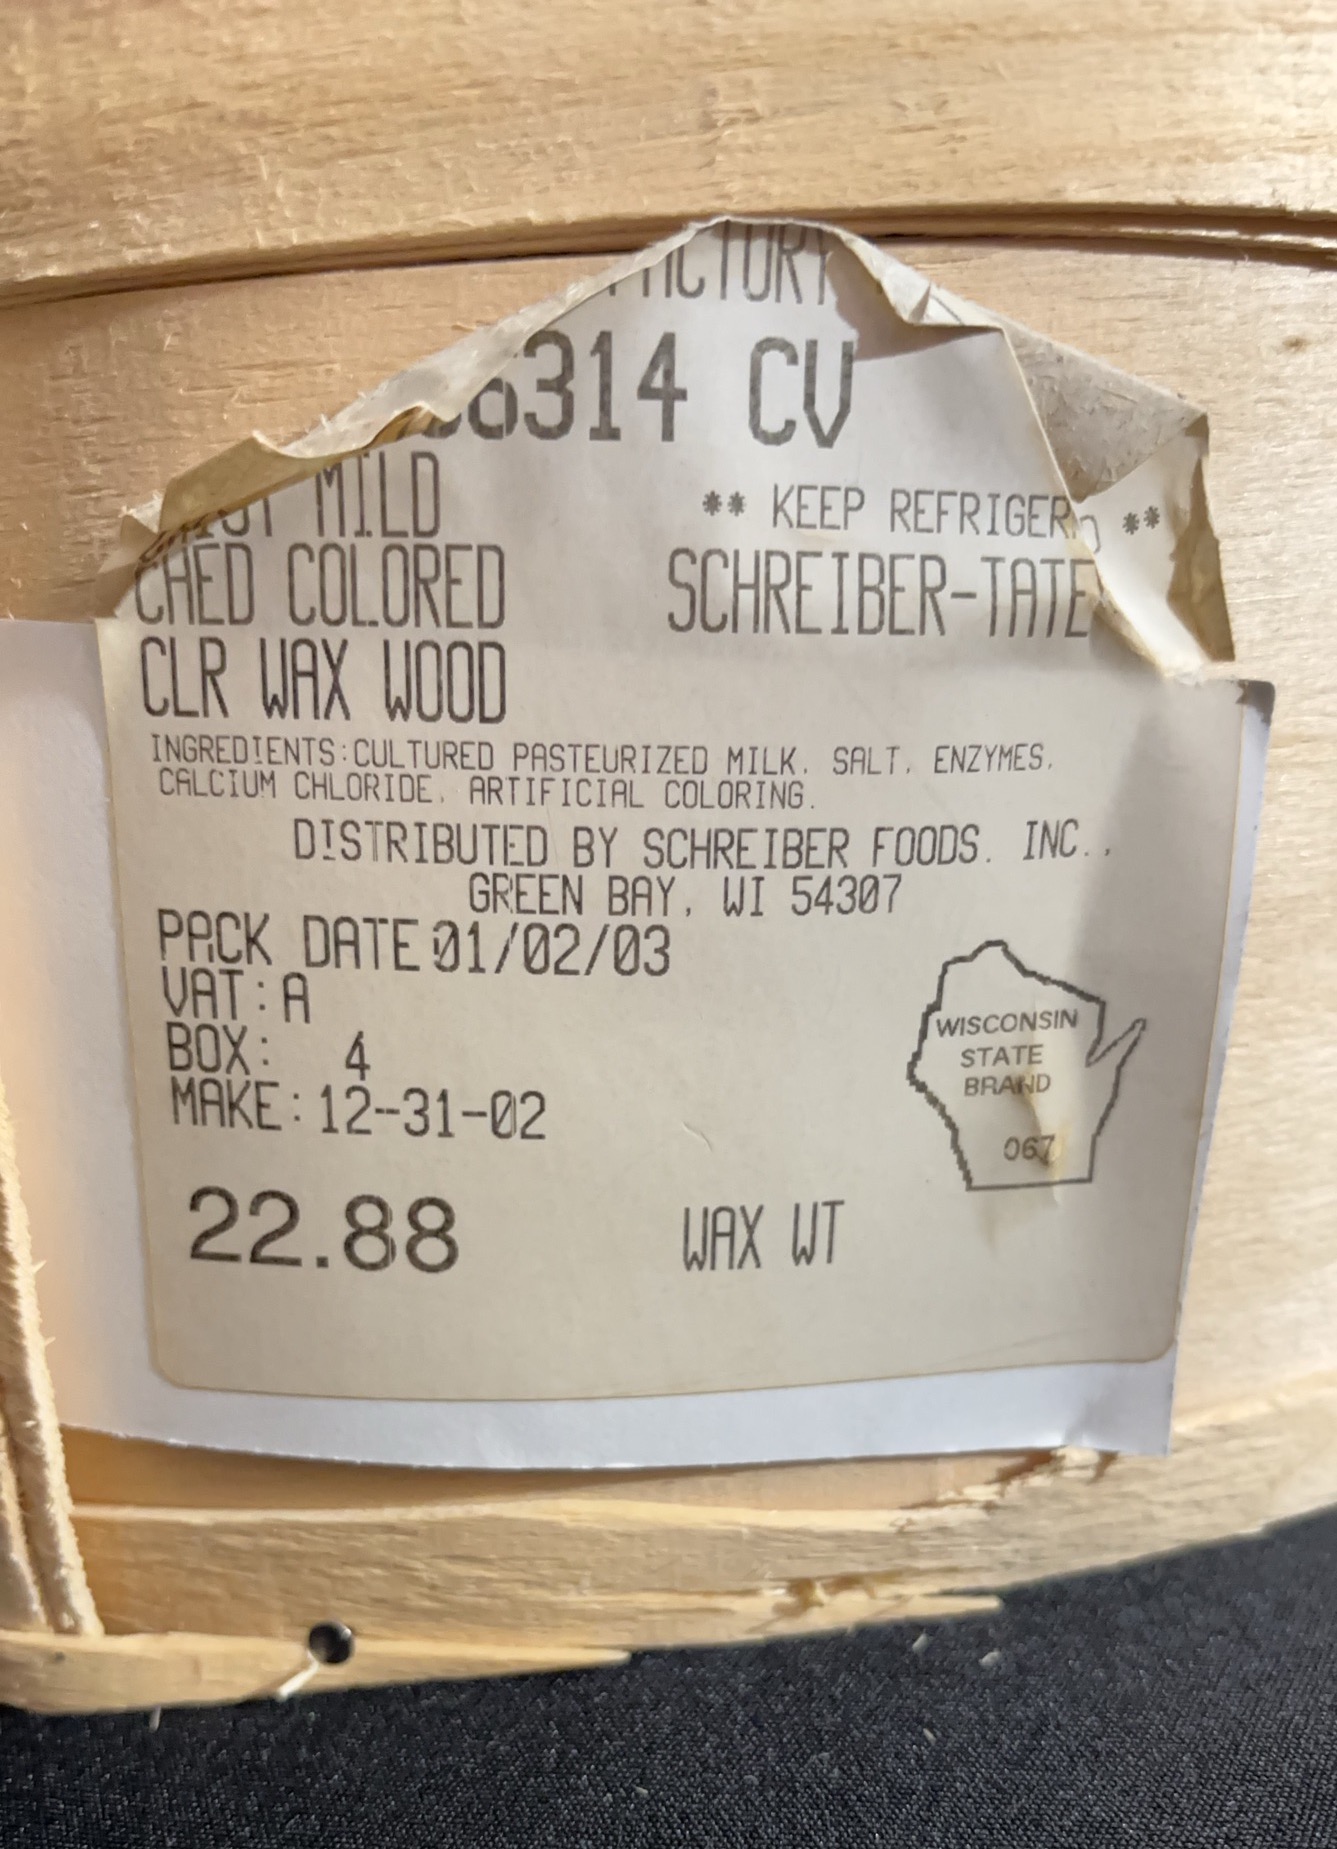 FACTORY
6314 CV
MILD
** KEEP REFRIGER **
CHED COLORED
SCHREIBER-TATE
CLR WAX WOOD
INGREDIENTS:CULTURED PASTEURIZED MILK, SALT, ENZYMES,
CALCIUM CHLORIDE, ARTIFICIAL COLORING.
DISTRIBUTED BY SCHREIBER FOODS, INC.,
GREEN BAY, WI 54307
PACK DATE 01/02/03
VAT: A
BOX: 4
MAKE: 12-31-02
WISCONSIN
STATE
BRAND
067
22.88 WAX WT